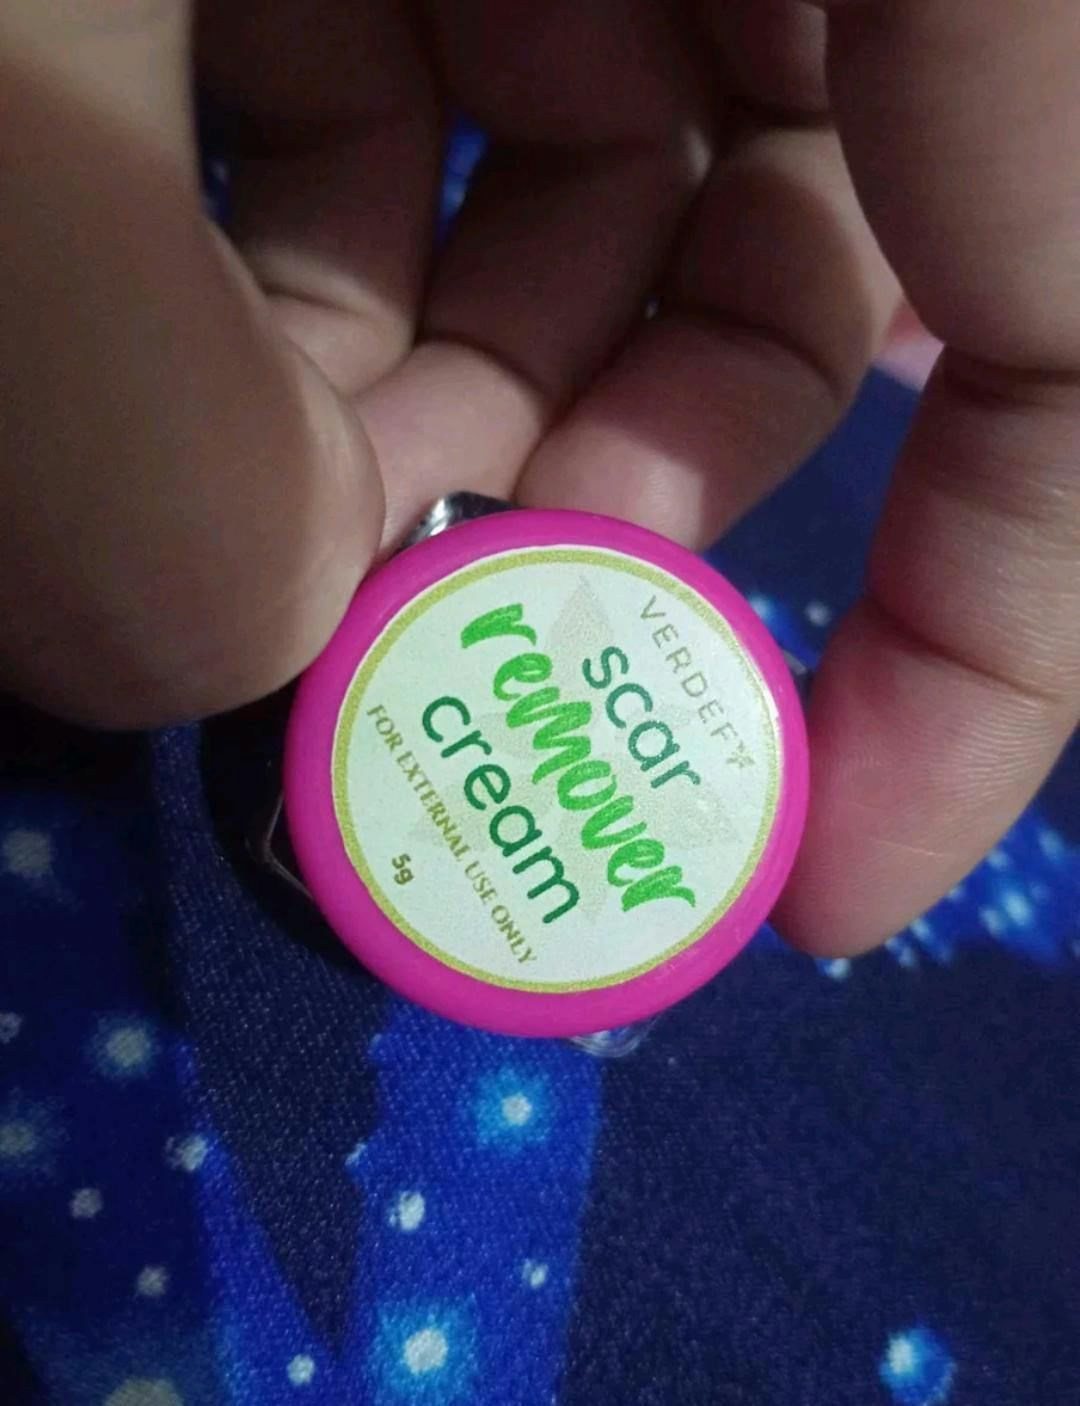 VERDEFY
scar
remover
cream
FOR EXTERNAL USE ONLY
5g